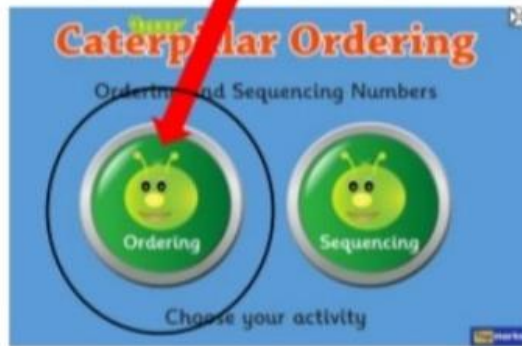 Caterpillar Ordering
Ordering and Sequencing Numbers
Ordering
Sequencing
Choose your activity